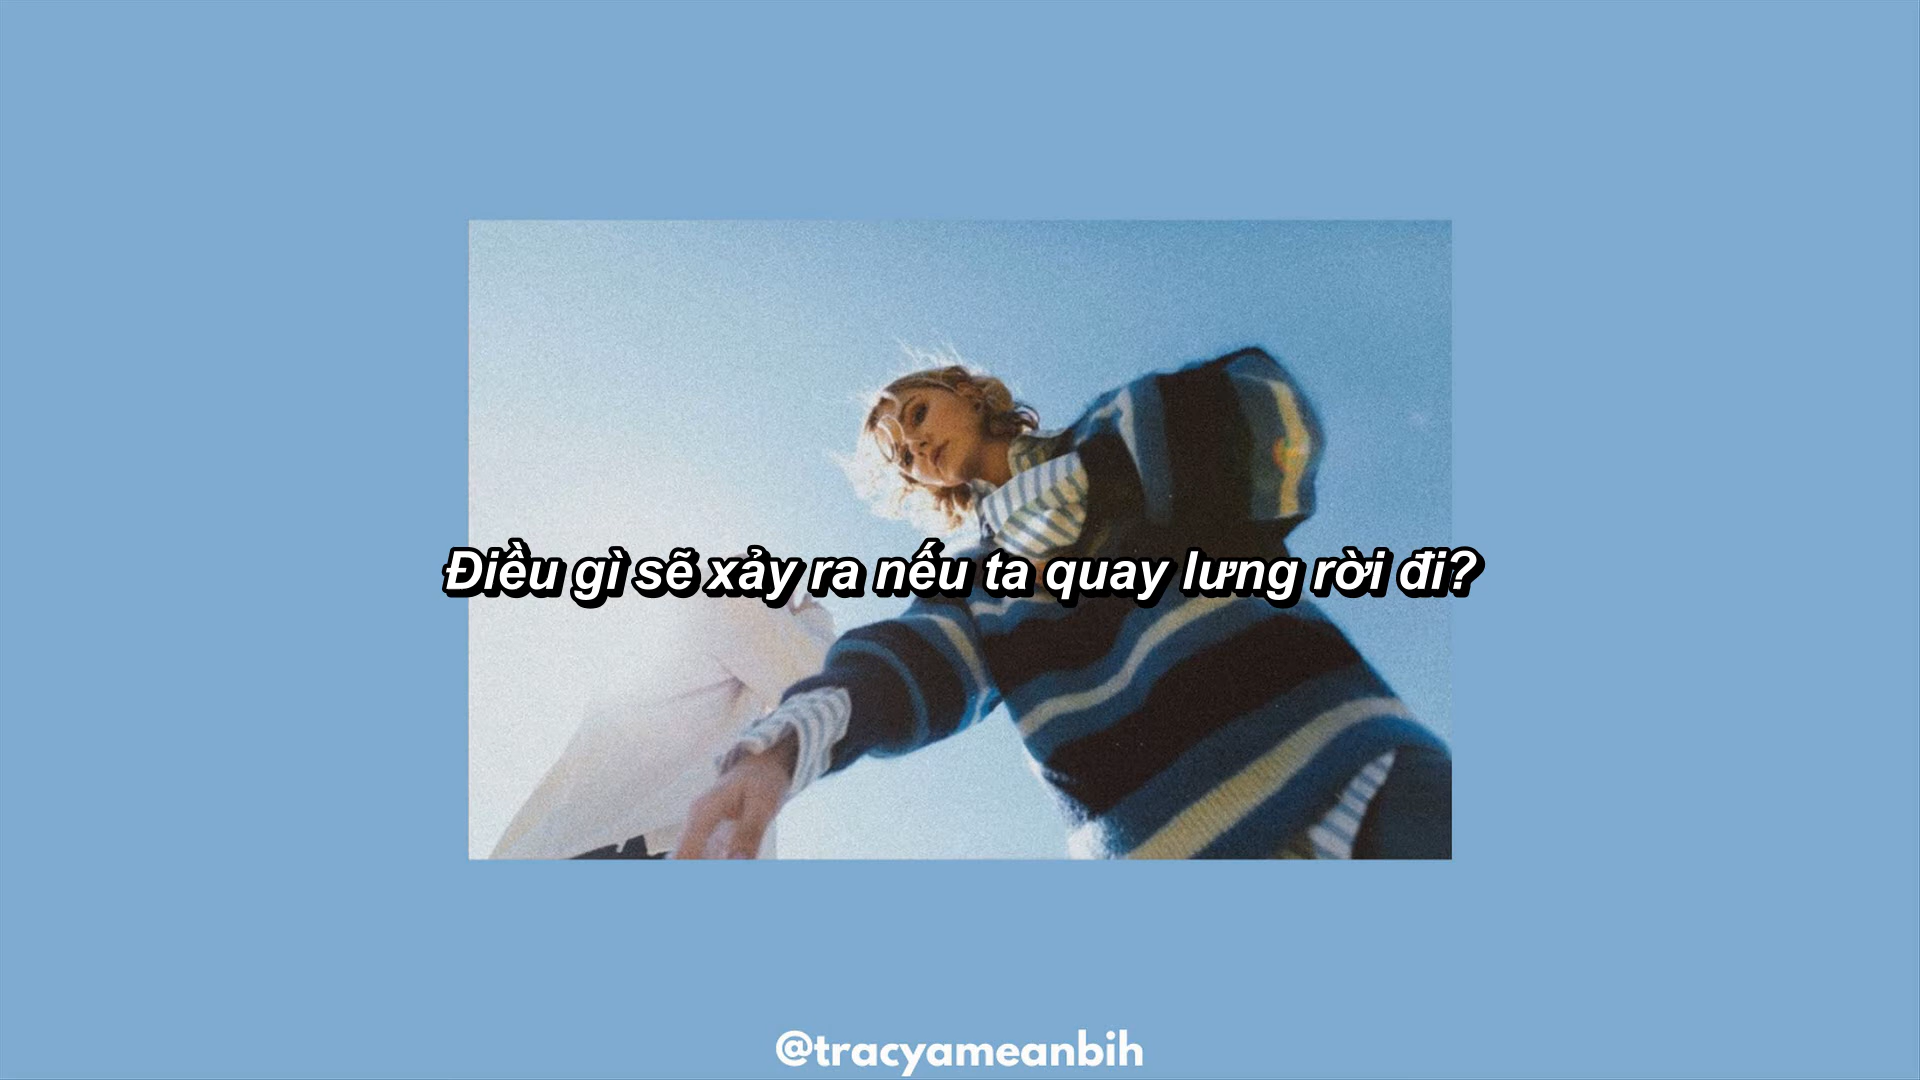 Điều gì sẽ xảy ra nếu ta quay lưng rời đi?
@tracyameanbih